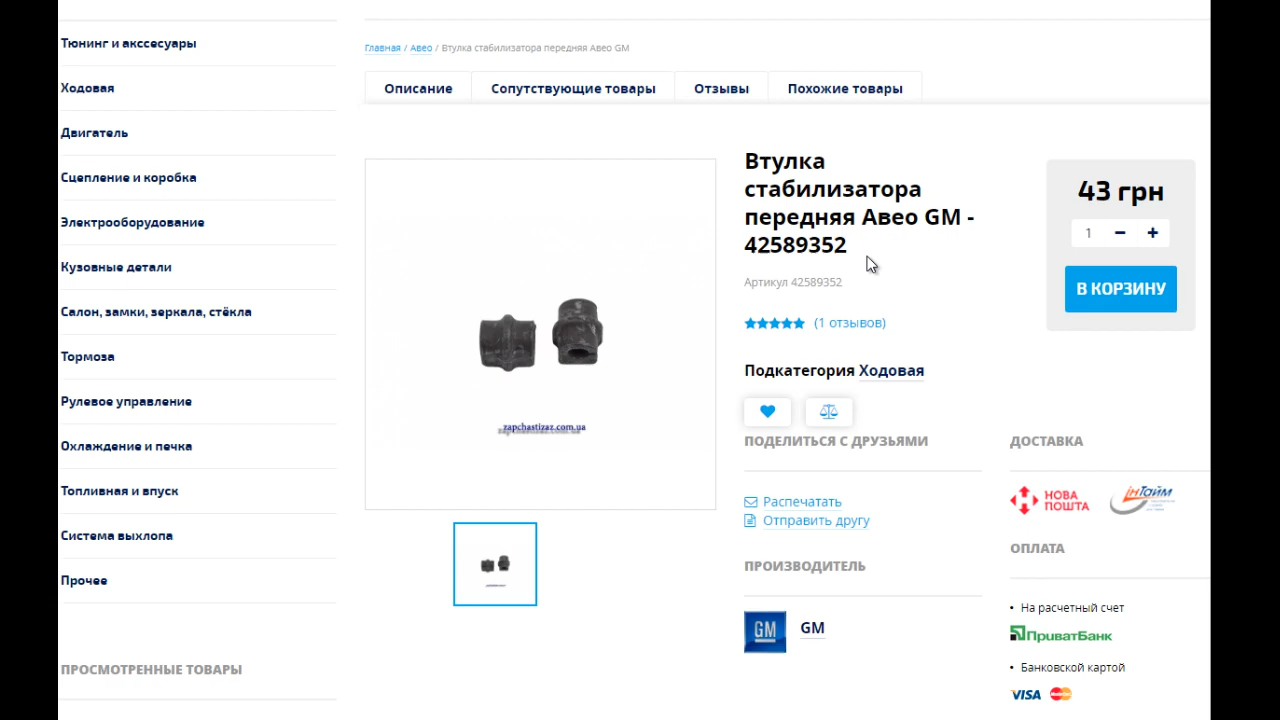 Тюнинг и акссесуары
Ходовая
Двигатель
Сцепление и коробка
Электрооборудование
Кузовные детали
Салон, замки, зеркала, стёкла
Тормоза
Рулевое управление
Охлаждение и печка
Топливная и впуск
Система выхлопа
Прочее
ПРОСМОТРЕННЫЕ ТОВАРЫ
Главная / Авео / Втулка стабилизатора передняя Авео GM
Описание Сопутствующие товары Отзывы Похожие товары
zapchastizaz.com.ua
Втулка
стабилизатора
передняя Авео GM -
42589352
Артикул 42589352
(1 отзывов)
Подкатегория Ходовая
ПОДЕЛИТЬСЯ С ДРУЗЬЯМИ
Распечатать
Отправить другу
ПРОИЗВОДИТЕЛЬ
GM GM
43 грн
1 - +
В КОРЗИНУ
ДОСТАВКА
НОВА
ПОШТА
інТайм
ОПЛАТА
• На расчетный счет
ПриватБанк
• Банковской картой
VISA MasterCard